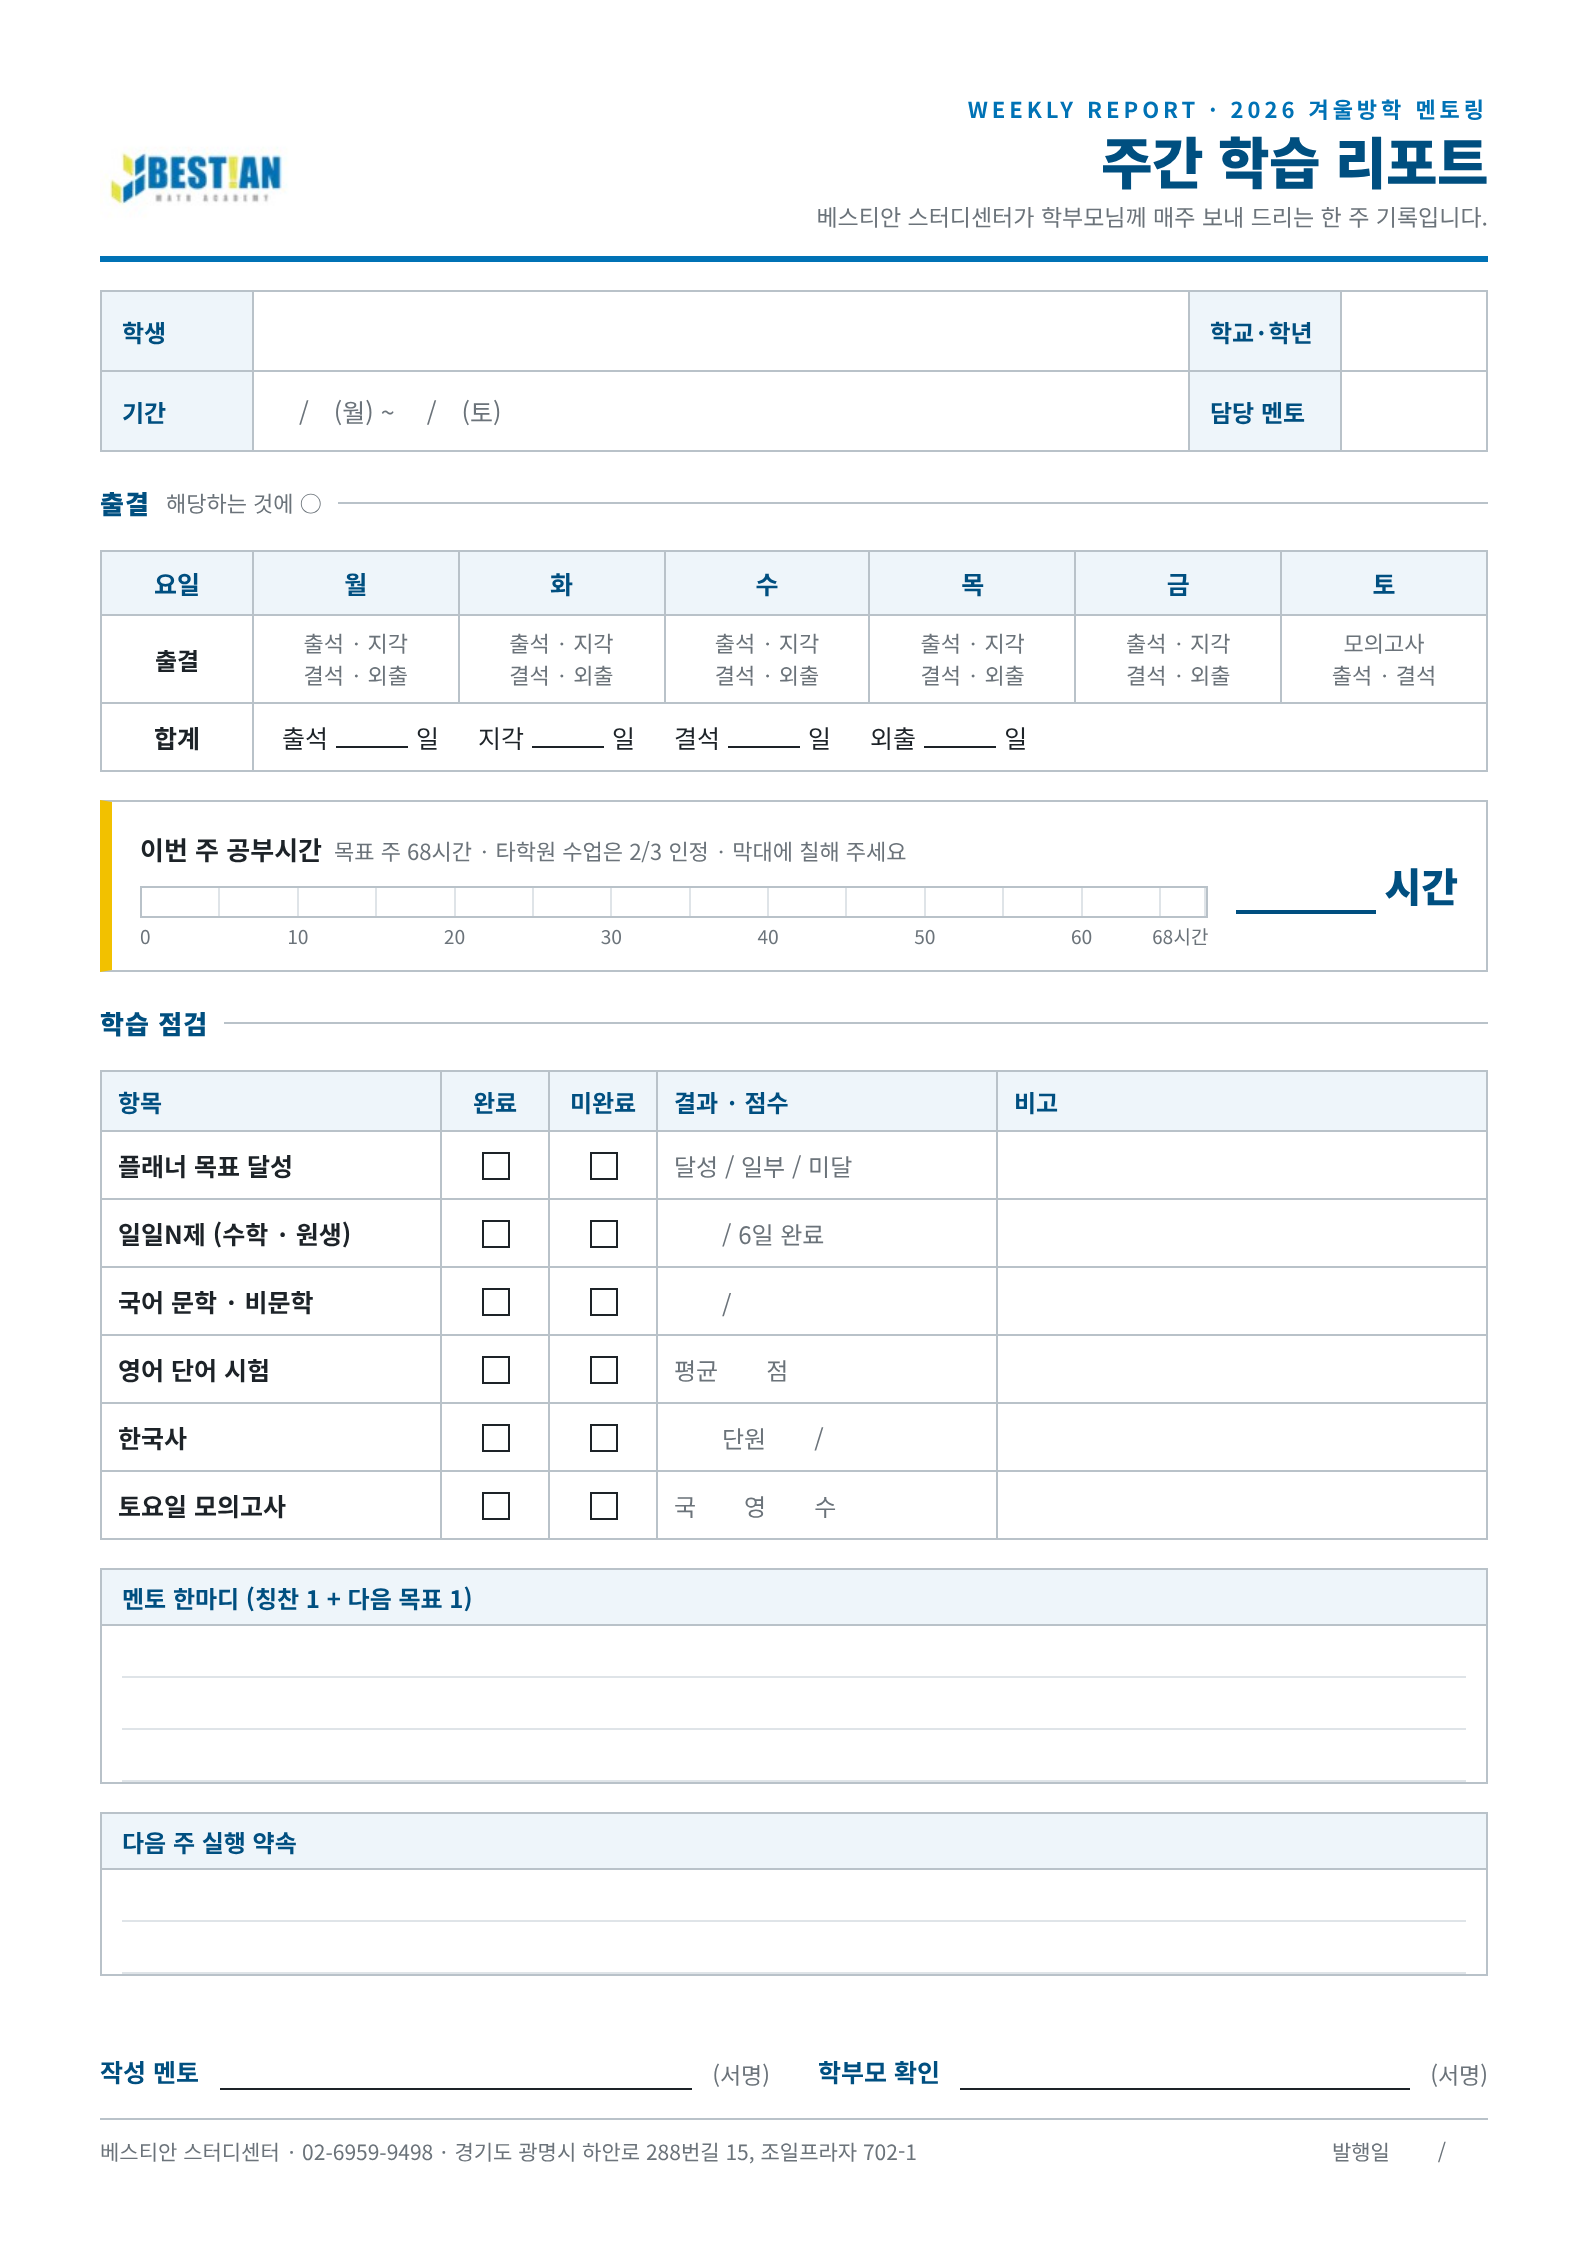 WEEKLY REPORT · 2026 겨울방학 멘토링
BEST!AN
MATH ACADEMY
주간 학습 리포트
베스티안 스터디센터가 학부모님께 매주 보내 드리는 한 주 기록입니다.
학생 학교·학년
기간 / (월) ~ / (토) 담당 멘토
출결 해당하는 것에 ○
요일 월 화 수 목 금 토
출결 출석 · 지각 출석 · 지각 출석 · 지각 출석 · 지각 출석 · 지각 모의고사
결석 · 외출 결석 · 외출 결석 · 외출 결석 · 외출 결석 · 외출 출석 · 결석
합계 출석 ____ 일 지각 ____ 일 결석 ____ 일 외출 ____ 일
이번 주 공부시간 목표 주 68시간 · 타학원 수업은 2/3 인정 · 막대에 칠해 주세요
____ 시간
0 10 20 30 40 50 60 68시간
학습 점검
항목 완료 미완료 결과 · 점수 비고
플래너 목표 달성 □ □ 달성 / 일부 / 미달
일일N제 (수학 · 원생) □ □ / 6일 완료
국어 문학 · 비문학 □ □ /
영어 단어 시험 □ □ 평균 점
한국사 □ □ 단원 /
토요일 모의고사 □ □ 국 영 수
멘토 한마디 (칭찬 1 + 다음 목표 1)
다음 주 실행 약속
작성 멘토 ____ (서명) 학부모 확인 ____ (서명)
베스티안 스터디센터 · 02-6959-9498 · 경기도 광명시 하안로 288번길 15, 조일프라자 702-1 발행일 /